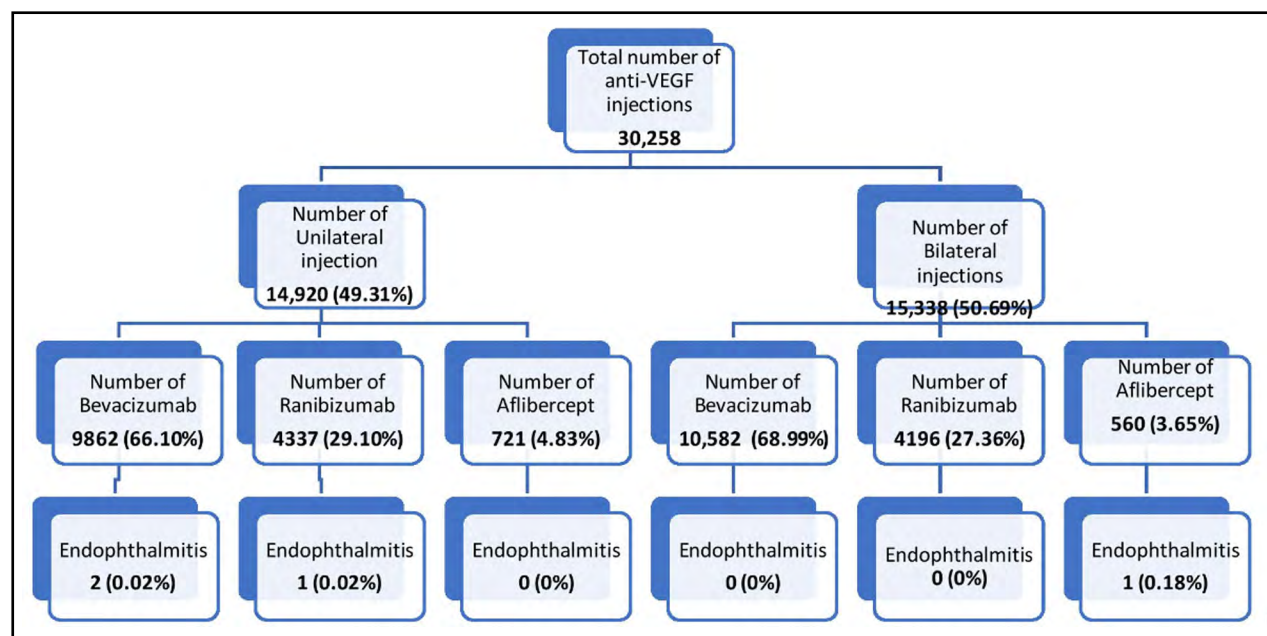 Total number of
anti-VEGF
injections
30,258
Number of
Unilateral
injection
14,920 (49.31%)
Number of
Bilateral
injections
15,338 (50.69%)
Number of
Bevacizumab
9862 (66.10%)
Number of
Ranibizumab
4337 (29.10%)
Number of
Aflibercept
721 (4.83%)
Number of
Bevacizumab
10,582 (68.99%)
Number of
Ranibizumab
4196 (27.36%)
Number of
Aflibercept
560 (3.65%)
Endophthalmitis
2 (0.02%)
Endophthalmitis
1 (0.02%)
Endophthalmitis
0 (0%)
Endophthalmitis
0 (0%)
Endophthalmitis
0 (0%)
Endophthalmitis
1 (0.18%)